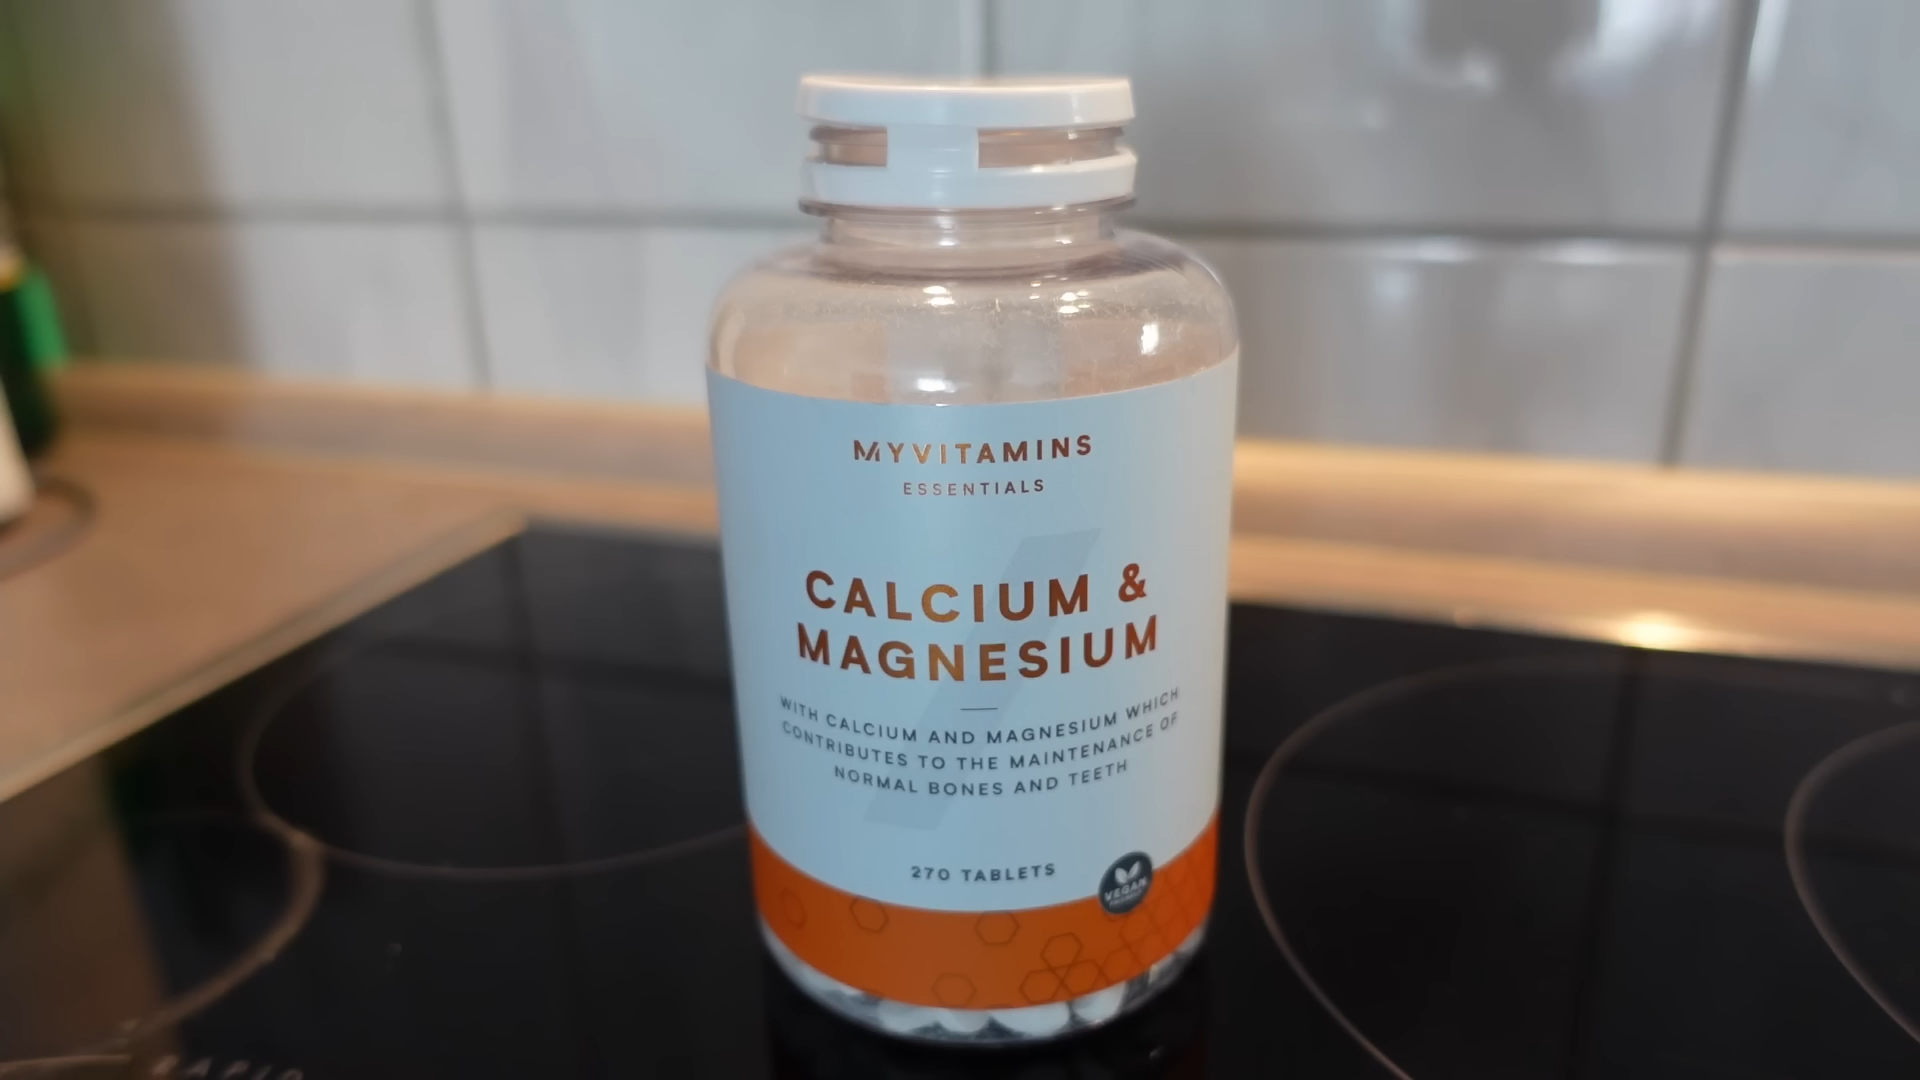 MYVITAMINS
ESSENTIALS
CALCIUM &
MAGNESIUM
WITH CALCIUM AND MAGNESIUM WHICH
CONTRIBUTES TO THE MAINTENANCE OF
NORMAL BONES AND TEETH
270 TABLETS
VEGAN
RAPID